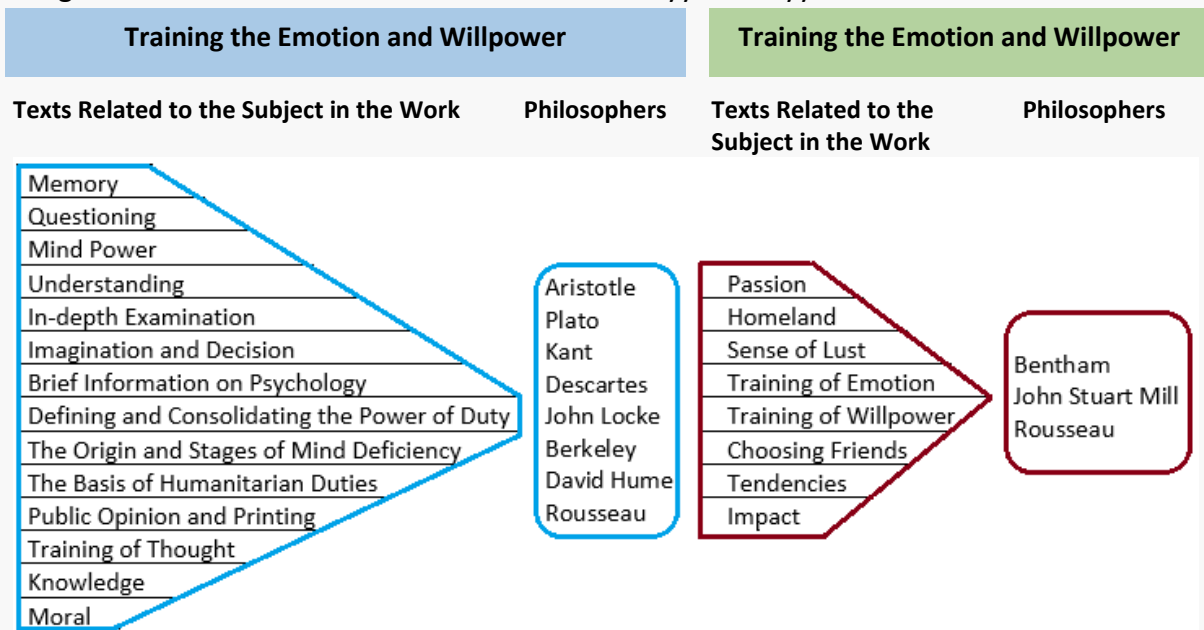 Training the Emotion and Willpower
Training the Emotion and Willpower
Texts Related to the Subject in the Work
Philosophers
Texts Related to the
Subject in the Work
Philosophers
Memory
Questioning
Mind Power
Understanding
In-depth Examination
Imagination and Decision
Brief Information on Psychology
Defining and Consolidating the Power of Duty
The Origin and Stages of Mind Deficiency
The Basis of Humanitarian Duties
Public Opinion and Printing
Training of Thought
Knowledge
Moral
Aristotle
Plato
Kant
Descartes
John Locke
Berkeley
David Hume
Rousseau
Passion
Homeland
Sense of Lust
Training of Emotion
Training of Willpower
Choosing Friends
Tendencies
Impact
Bentham
John Stuart Mill
Rousseau